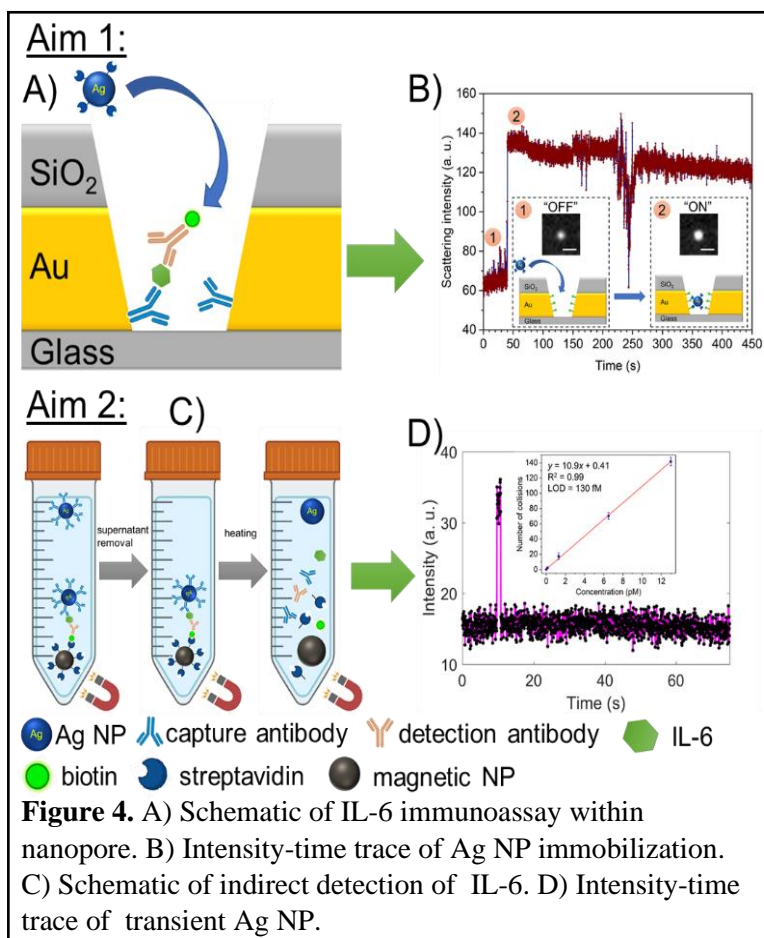 Aim 1:
A)
Ag
SiO2
Au
Glass
B)
Scattering intensity (a. u.)
160
140
120
100
80
60
40
2
1
1
"OFF"
2
"ON"
SiO2
Au
Glass
SiO2
Au
Glass
0 50 100 150 200 250 300 350 400 450
Time (s)
Aim 2:
C)
Ag
supernatant
removal
heating
Ag
D)
Intensity (a. u.)
40
30
20
10
Number of collisions
140
120
100
80
60
40
20
0
y = 10.9x + 0.41
R2 = 0.99
LOD = 130 fM
0 2 4 6 8 10 12
Concentration (pM)
0 20 40 60
Time (s)
Ag Ag NP capture antibody detection antibody IL-6
biotin streptavidin magnetic NP
Figure 4. A) Schematic of IL-6 immunoassay within
nanopore. B) Intensity-time trace of Ag NP immobilization.
C) Schematic of indirect detection of IL-6. D) Intensity-time
trace of transient Ag NP.